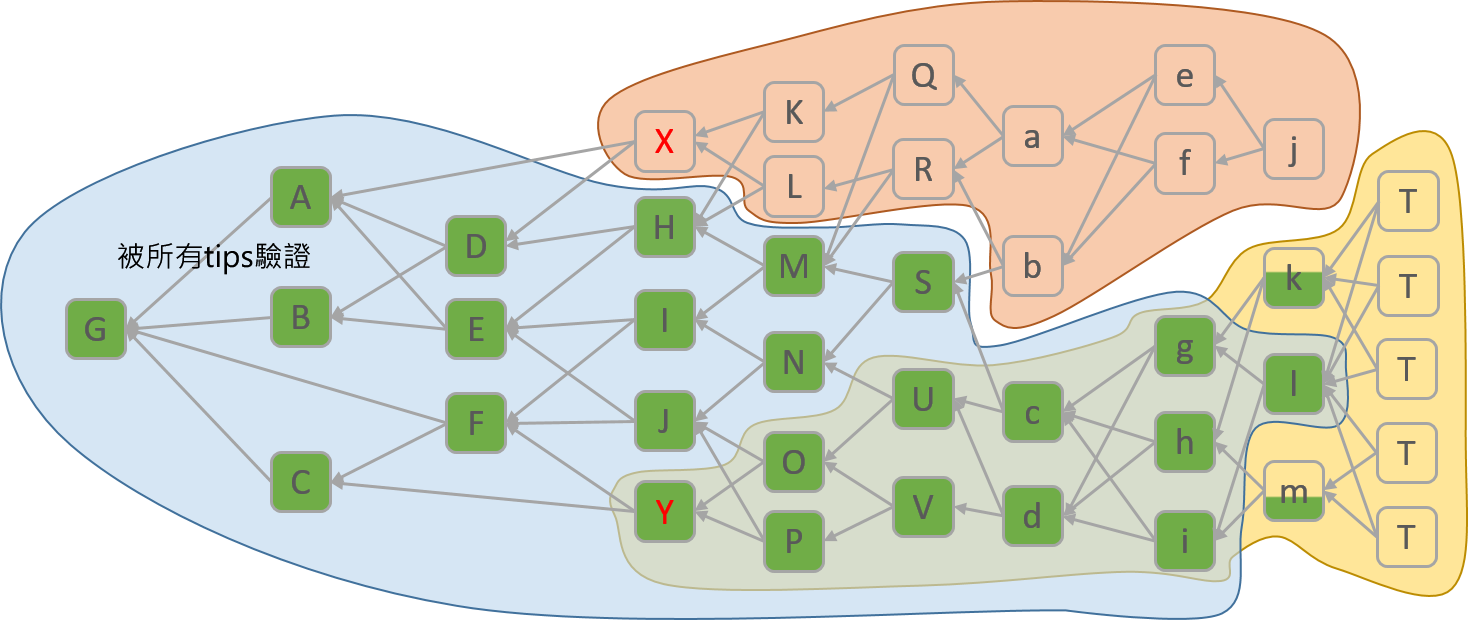 Q
e
K
X
a
j
R
f
L
A
T
H
D
被所有tips驗證
M
b
k
S
T
B
I
G
E
g
N
T
l
U
c
J
F
h
O
T
C
m
V
Y
d
P
i
T